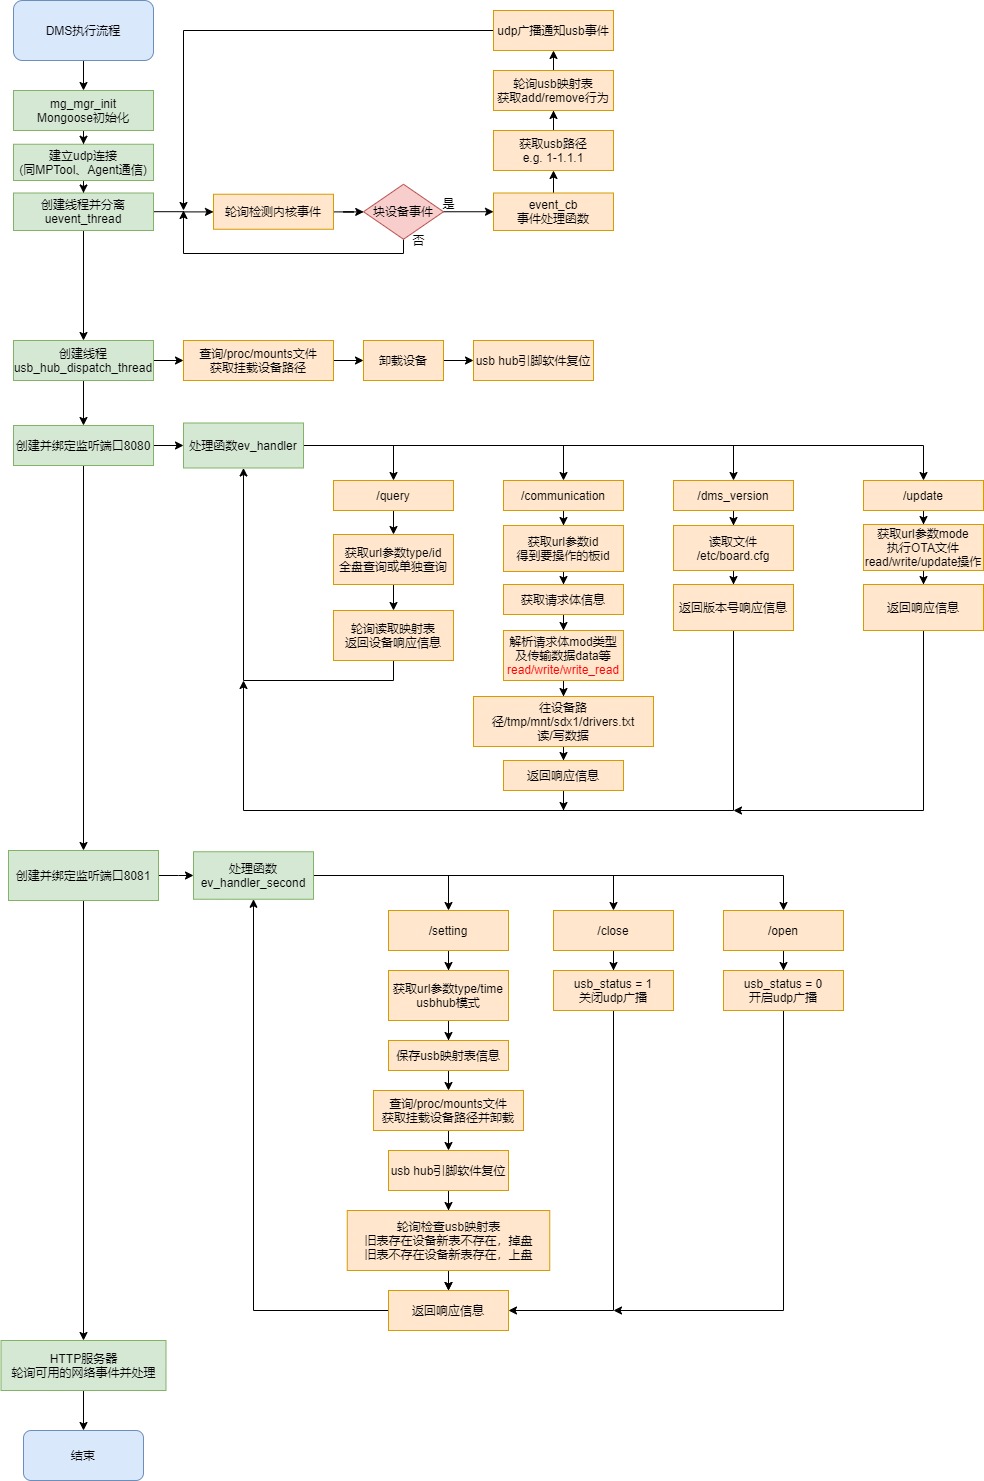 DMS执行流程
mg_mgr_init
Mongoose初始化
建立udp连接
(同MPTool、Agent通信)
创建线程并分离
uevent_thread
轮询检测内核事件
块设备事件
是
否
event_cb
事件处理函数
获取usb路径
e.g. 1-1.1.1
轮询usb映射表
获取add/remove行为
udp广播通知usb事件
创建线程
usb_hub_dispatch_thread
查询/proc/mounts文件
获取挂载设备路径
卸载设备
usb hub引脚软件复位
创建并绑定监听端口8080
处理函数ev_handler
/query
获取url参数type/id
全盘查询或单独查询
轮询读取映射表
返回设备响应信息
/communication
获取url参数id
得到要操作的板id
获取请求体信息
解析请求体mod类型
及传输数据data等
read/write/write_read
往设备路
径/tmp/mnt/sdx1/drivers.txt
读/写数据
返回响应信息
/dms_version
读取文件
/etc/board.cfg
返回版本号响应信息
/update
获取url参数mode
执行OTA文件
read/write/update操作
返回响应信息
创建并绑定监听端口8081
处理函数
ev_handler_second
/setting
获取url参数type/time
usbhub模式
保存usb映射表信息
查询/proc/mounts文件
获取挂载设备路径并卸载
usb hub引脚软件复位
轮询检查usb映射表
旧表存在设备新表不存在，掉盘
旧表不存在设备新表存在，上盘
返回响应信息
/close
usb_status = 1
关闭udp广播
/open
usb_status = 0
开启udp广播
HTTP服务器
轮询可用的网络事件并处理
结束